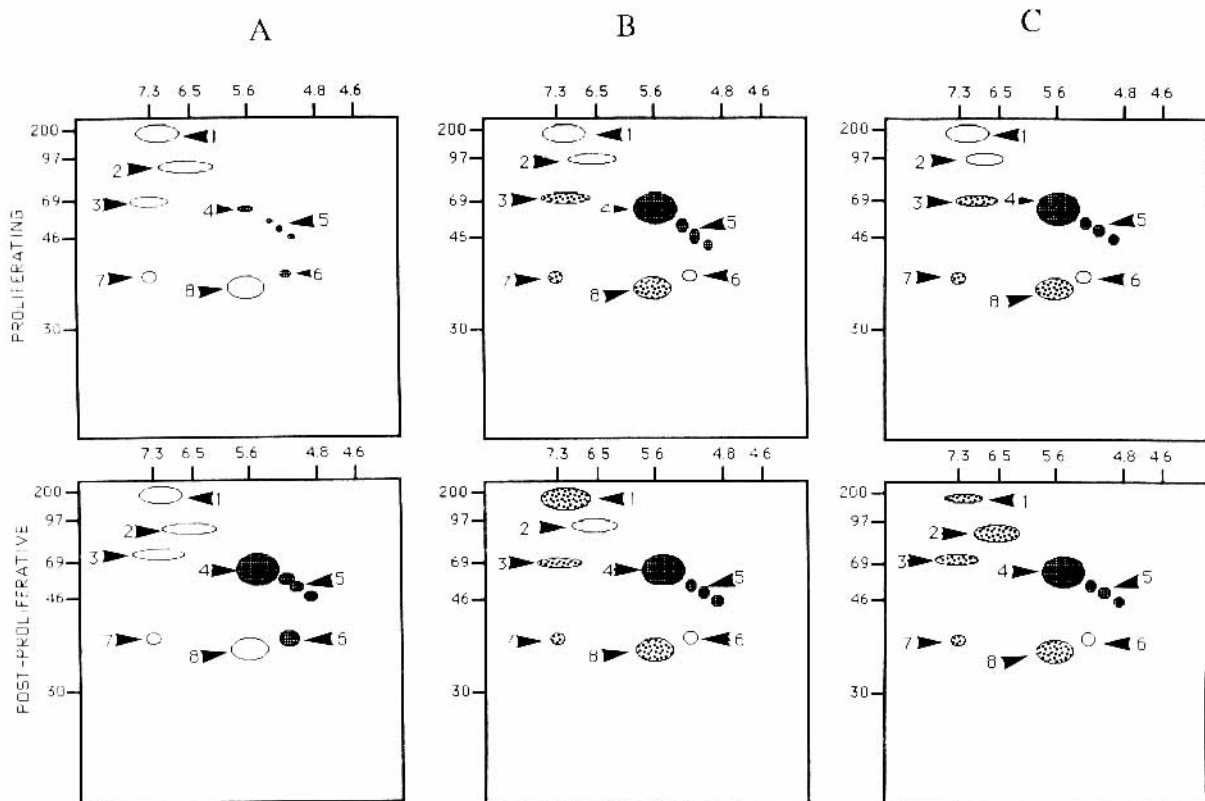 A B C
7.3 6.5 5.6 4.8 4.6 7.3 6.5 5.6 4.8 4.6 7.3 6.5 5.6 4.8 4.6
PROLIFERATING
200 1 200 1 200 1
97 2 97 2 97 2
69 3 4 69 3 4 69 3 4
46 5 45 5 46 5
7 8 6 7 8 6 7 8 6
30 30 30
7.3 6.5 5.6 4.8 4.6 7.3 6.5 5.6 4.8 4.6 7.3 6.5 5.6 4.8 4.6
POST-PROLIFERATIVE
200 1 200 1 200 1
97 2 97 2 97 2
69 3 4 5 69 3 4 5 69 3 4 5
46 46 46
7 8 6 7 8 6 7 8 6
30 30 30